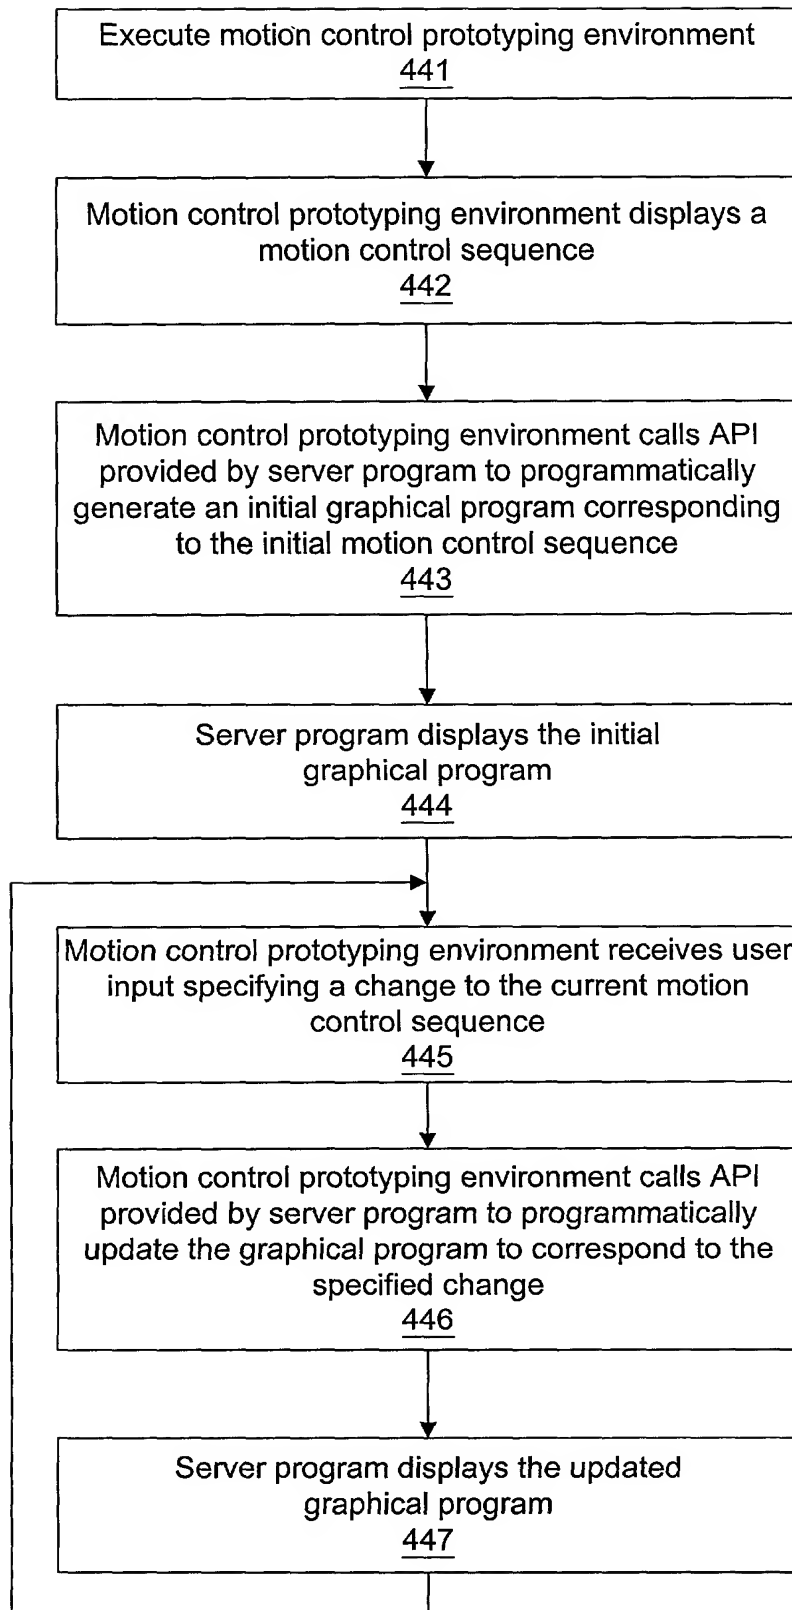 Execute motion control prototyping environment
441
Motion control prototyping environment displays a
motion control sequence
442
Motion control prototyping environment calls API
provided by server program to programmatically
generate an initial graphical program corresponding
to the initial motion control sequence
443
Server program displays the initial
graphical program
444
Motion control prototyping environment receives user
input specifying a change to the current motion
control sequence
445
Motion control prototyping environment calls API
provided by server program to programmatically
update the graphical program to correspond to the
specified change
446
Server program displays the updated
graphical program
447